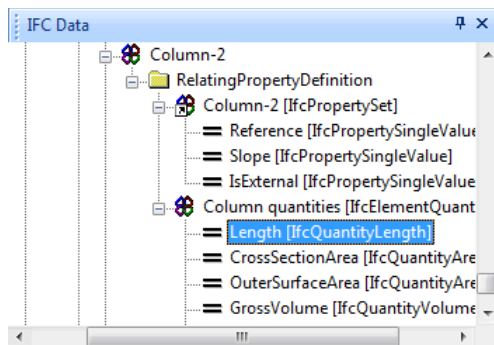 IFC Data
Column-2
RelatingPropertyDefinition
Column-2 [IfcPropertySet]
Reference [IfcPropertySingleValue
Slope [IfcPropertySingleValue]
IsExternal [IfcPropertySingleValue
Column quantities [IfcElementQuant
Length [IfcQuantityLength]
CrossSectionArea [IfcQuantityAre
OuterSurfaceArea [IfcQuantityAre
GrossVolume [IfcQuantityVolume